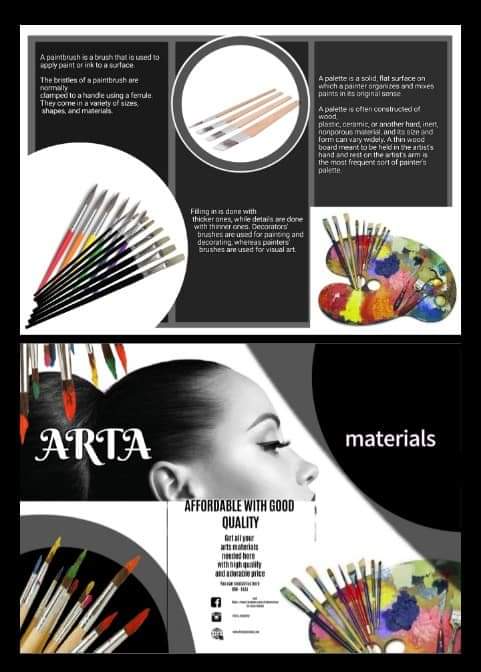 A paintbrush is a brush that is used to
apply paint or ink to a surface.
The bristles of a paintbrush are
normally
clamped to a handle using a ferrule.
They come in a variety of sizes,
shapes, and materials.
Filling in is done with
thicker ones, while details are done
with thinner ones. Decorators'
brushes are used for painting and
decorating, whereas painters'
brushes are used for visual art.
A palette is a solid, flat surface on
which a painter organizes and mixes
paints in its original sense
A palette is often constructed of
wood,
plastic, ceramic, or another hard, inert,
nonporous material, and its size and
form can vary widely. A thin wood
board meant to be held in the artist's
hand and rest on the artist's arm is
the most frequent sort of painter's
palette.
ARTA
materials
AFFORDABLE WITH GOOD
QUALITY
Get all your
arts materials
needed here
with high quality
and adorable price